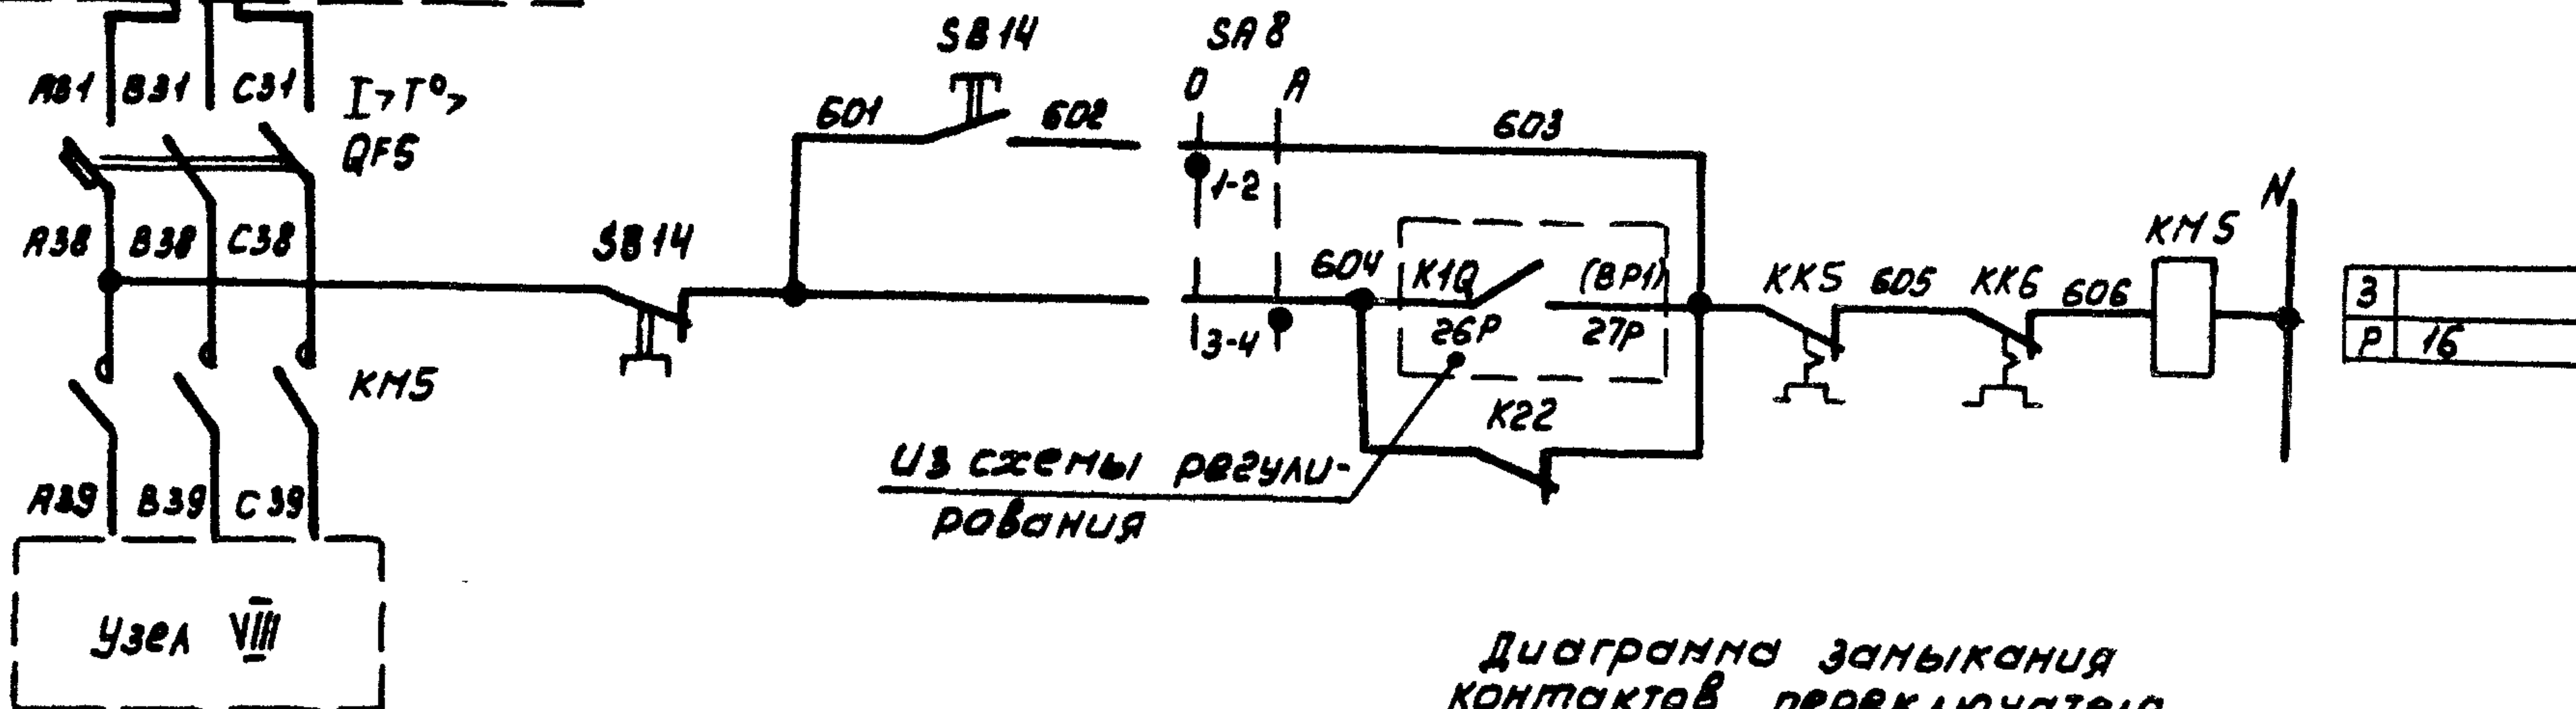 SB14
SA8
A31 B31 C31 I>T°>
O A
601
602
603
QF5
1-2
N
A38 B38 C38
SB14
KM5
604
K1Q
(BP1)
KK5
605
KK6
606
3
26P
27P
3-4
P 16
KM5
K22
Из схемы регули-
рования
A39 B39 C39
Узел VIII
Диаграмма замыкания
контактов переключателя